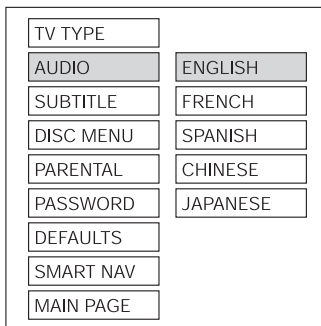 TV TYPE
AUDIO ENGLISH
SUBTITLE FRENCH
DISC MENU SPANISH
PARENTAL CHINESE
PASSWORD JAPANESE
DEFAULTS
SMART NAV
MAIN PAGE